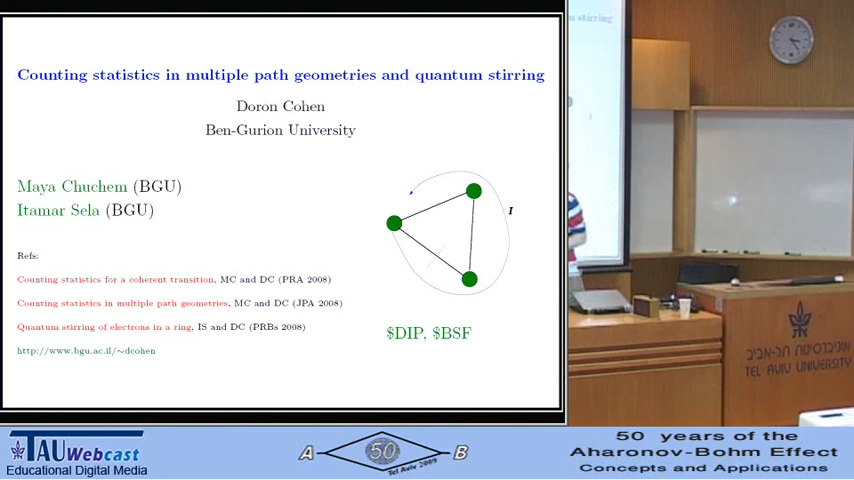 Counting statistics in multiple path geometries and quantum stirring
Doron Cohen
Ben-Gurion University
Maya Chuchem (BGU)
Itamar Sela (BGU)
Refs:
Counting statistics for a coherent transition, MC and DC (PRA 2008)
Counting statistics in multiple path geometries, MC and DC (JPA 2008)
Quantum stirring of electrons in a ring, IS and DC (PRBs 2008)
http://www.bgu.ac.il/∼dcohen
I
$DIP, $BSF
n stirring
אוניברסיטת תל-אביב
TEL AVIV UNIVERSITY
TAU Webcast
Educational Digital Media
A 50 B
Tel Aviv 2009
50 years of the
Aharonov-Bohm Effect
Concepts and Applications